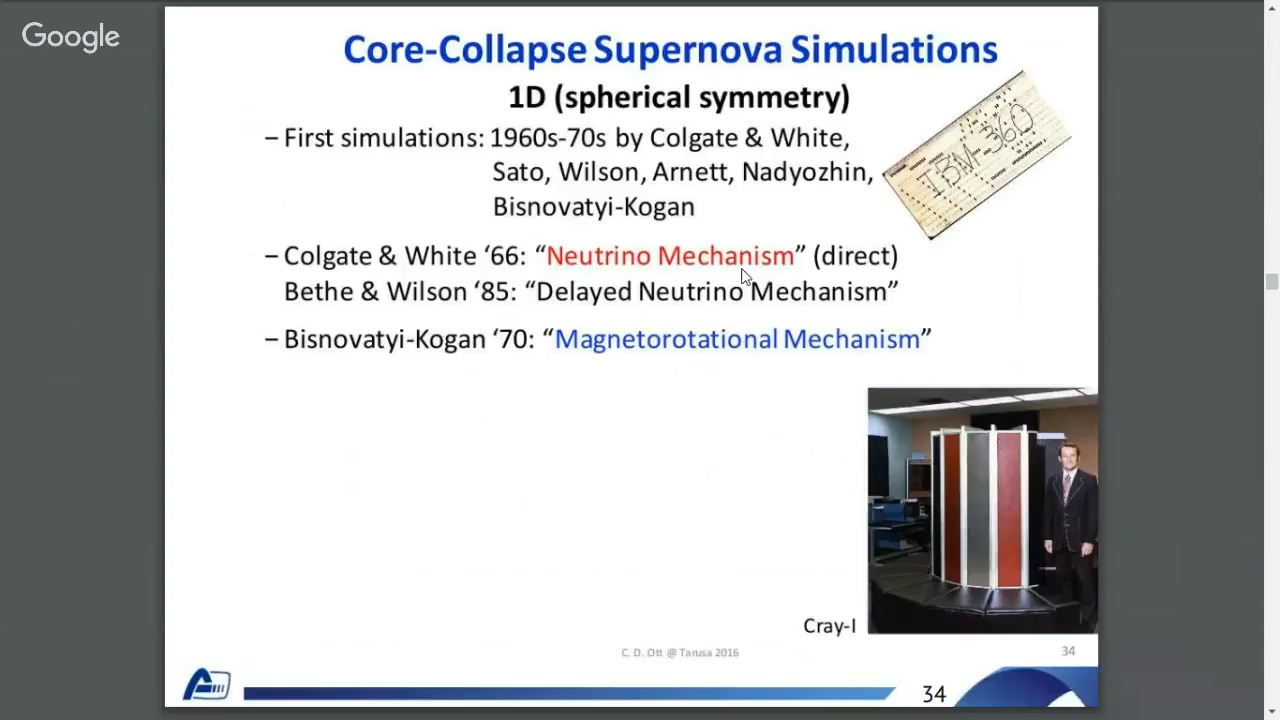 Google
Core-Collapse Supernova Simulations
1D (spherical symmetry)
– First simulations: 1960s-70s by Colgate & White,
Sato, Wilson, Arnett, Nadyozhin,
Bisnovatyi-Kogan
IBM 360
– Colgate & White ‘66: “Neutrino Mechanism” (direct)
Bethe & Wilson ‘85: “Delayed Neutrino Mechanism”
– Bisnovatyi-Kogan ‘70: “Magnetorotational Mechanism”
Cray-I
C. D. Ott @ Tarusa 2016
34
34